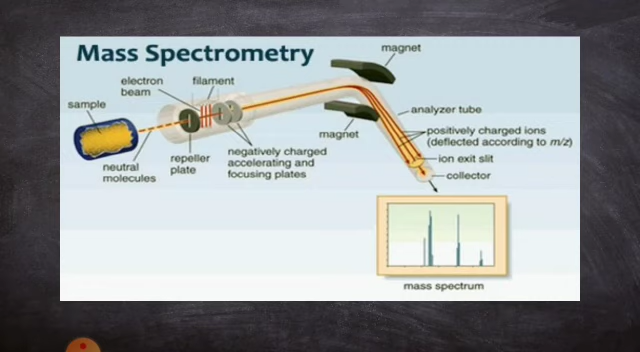 Mass Spectrometry
magnet
electron
beam
filament
sample
analyzer tube
magnet
positively charged ions
(deflected according to m/z)
neutral
molecules
repeller
plate
negatively charged
accelerating and
focusing plates
ion exit slit
collector
mass spectrum